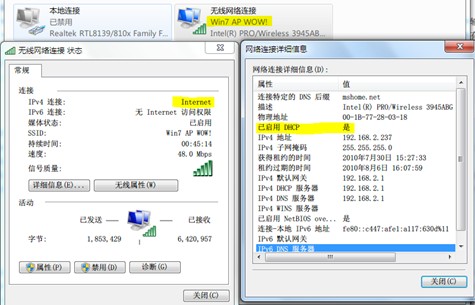 本地连接
已禁用
Realtek RTL8139/810x Family F...
无线网络连接
Win7 AP WOW!
Intel(R) PRO/Wireless 3945ABG...
无线网络连接 状态
常规
连接
IPv4 连接: Internet
IPv6 连接: 无 Internet 访问权限
媒体状态: 已启用
SSID: Win7 AP WOW!
持续时间: 00:45:14
速度: 48.0 Mbps
信号质量:
详细信息(E)... 无线属性(W)
活动
已发送 已接收
字节: 1,853,429 6,420,957
属性(P) 禁用(D) 诊断(G)
关闭(C)
网络连接详细信息
网络连接详细信息(D):
属性 值
连接特定的 DNS 后缀 mshome.net
描述 Intel(R) PRO/Wireless 3945ABG
物理地址 00-1B-77-28-03-18
已启用 DHCP 是
IPv4 地址 192.168.2.237
IPv4 子网掩码 255.255.255.0
获得租约的时间 2010年7月30日 15:27:33
租约过期的时间 2010年8月6日 16:07:59
IPv4 默认网关 192.168.2.1
IPv4 DHCP 服务器 192.168.2.1
IPv4 DNS 服务器 192.168.2.1
IPv4 WINS 服务器
已启用 NetBIOS ove... 是
连接-本地 IPv6 地址 fe80::c447:afe1:a117:630d%11
IPv6 默认网关
IPv6 DNS 服务器
关闭(C)